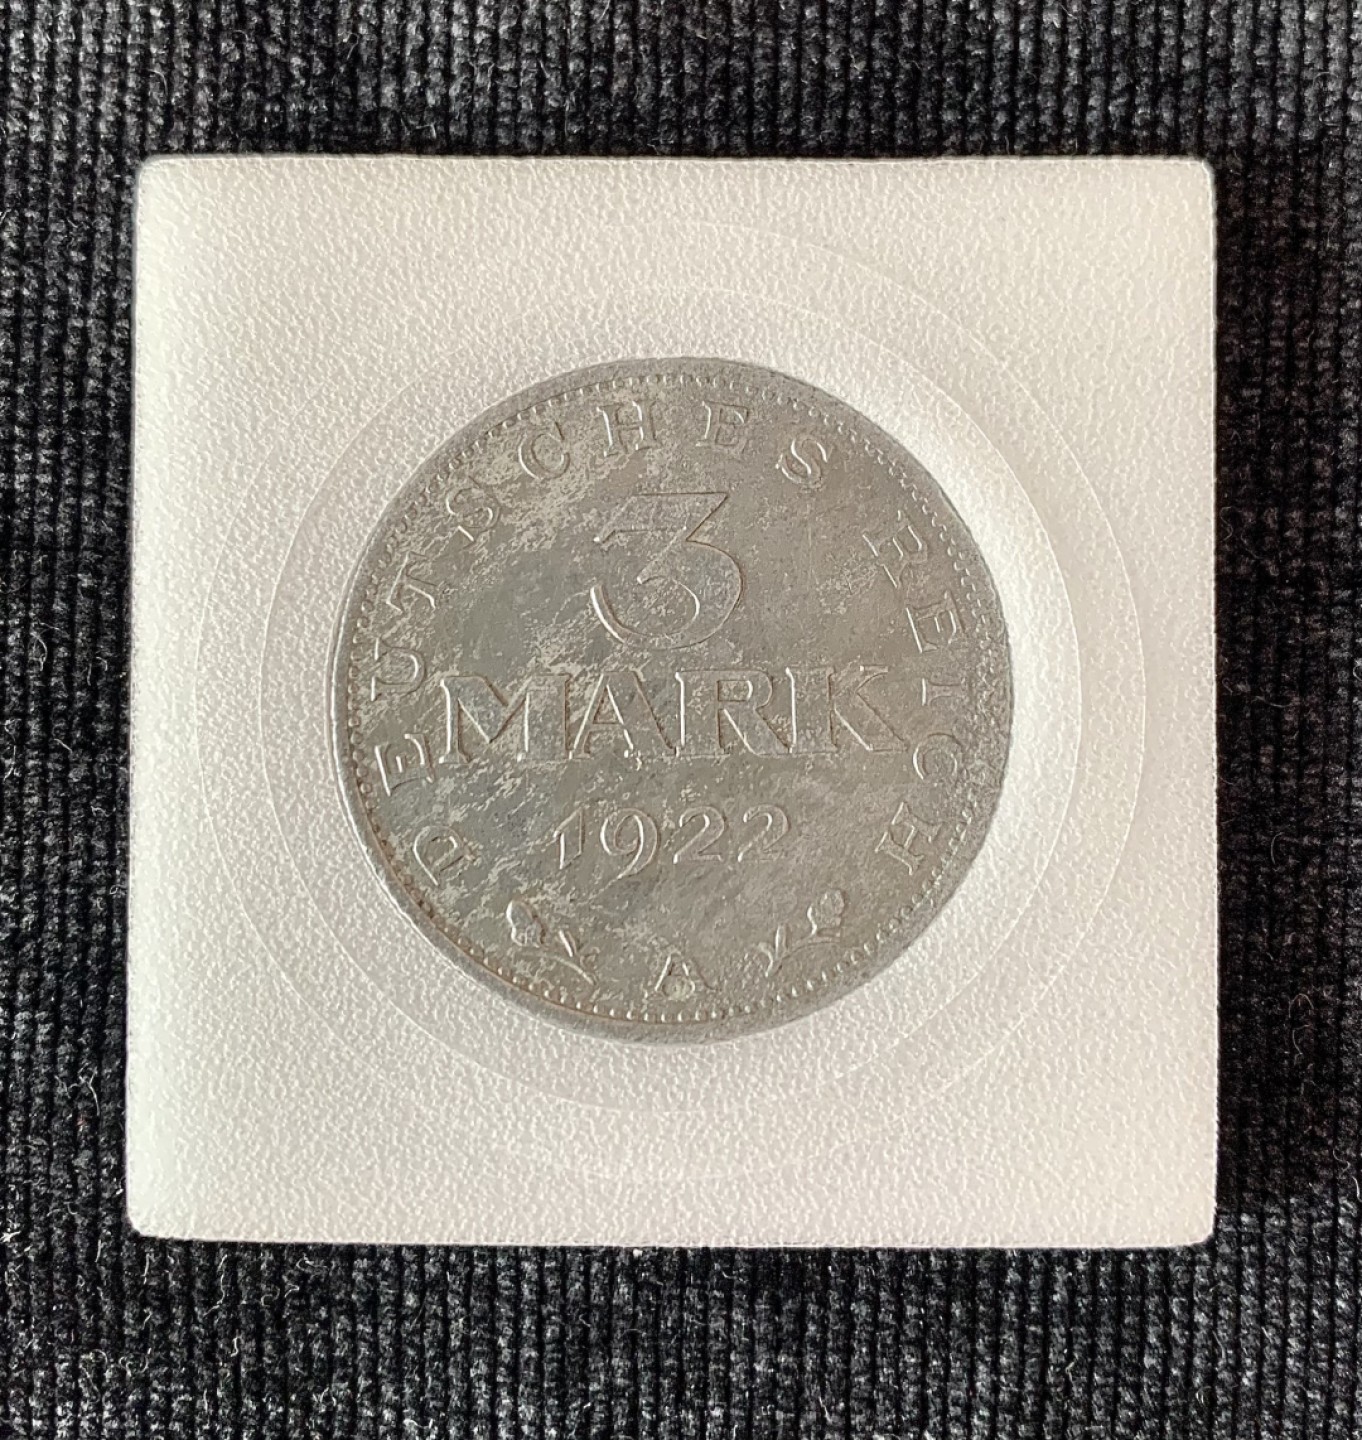 DEUTSCHES REICH
3
MARK
1922
A